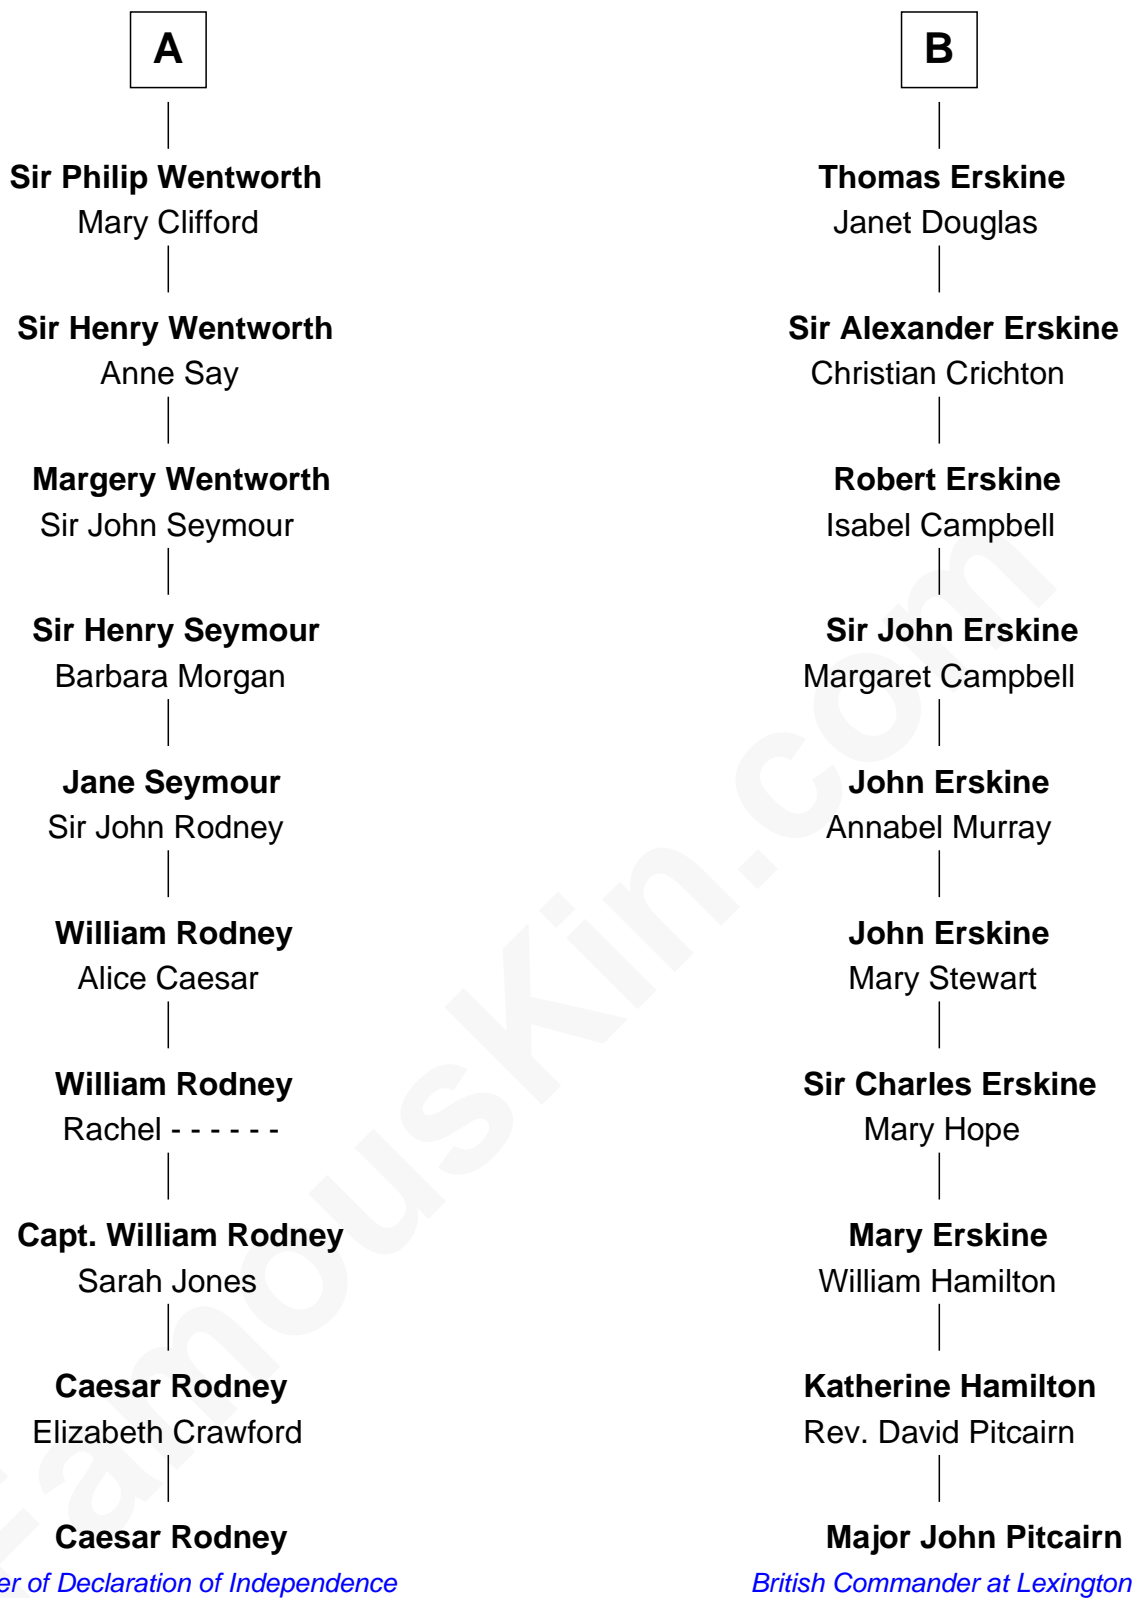 A
Sir Philip Wentworth
Mary Clifford
Sir Henry Wentworth
Anne Say
Margery Wentworth
Sir John Seymour
Sir Henry Seymour
Barbara Morgan
Jane Seymour
Sir John Rodney
William Rodney
Alice Caesar
William Rodney
Rachel - - - - - -
Capt. William Rodney
Sarah Jones
Caesar Rodney
Elizabeth Crawford
Caesar Rodney
er of Declaration of Independence
B
Thomas Erskine
Janet Douglas
Sir Alexander Erskine
Christian Crichton
Robert Erskine
Isabel Campbell
Sir John Erskine
Margaret Campbell
John Erskine
Annabel Murray
John Erskine
Mary Stewart
Sir Charles Erskine
Mary Hope
Mary Erskine
William Hamilton
Katherine Hamilton
Rev. David Pitcairn
Major John Pitcairn
British Commander at Lexington
FamousKin.com